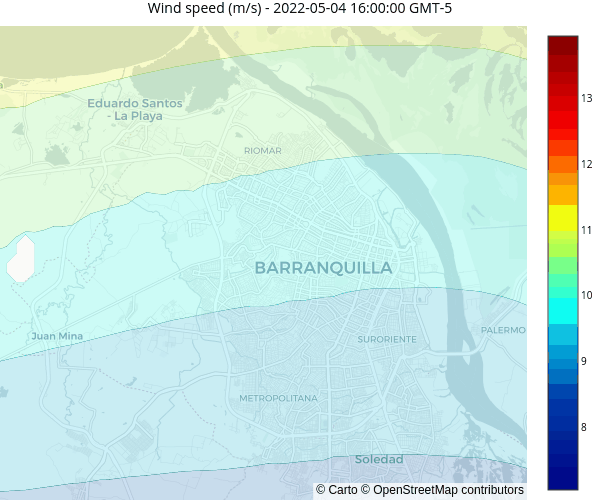 Wind speed (m/s) - 2022-05-04 16:00:00 GMT-5
Eduardo Santos
- La Playa
RIOMAR
BARRANQUILLA
Juan Mina
SURORIENTE
PALERMO
METROPOLITANA
Soledad
© Carto © OpenStreetMap contributors
13
12
11
10
9
8